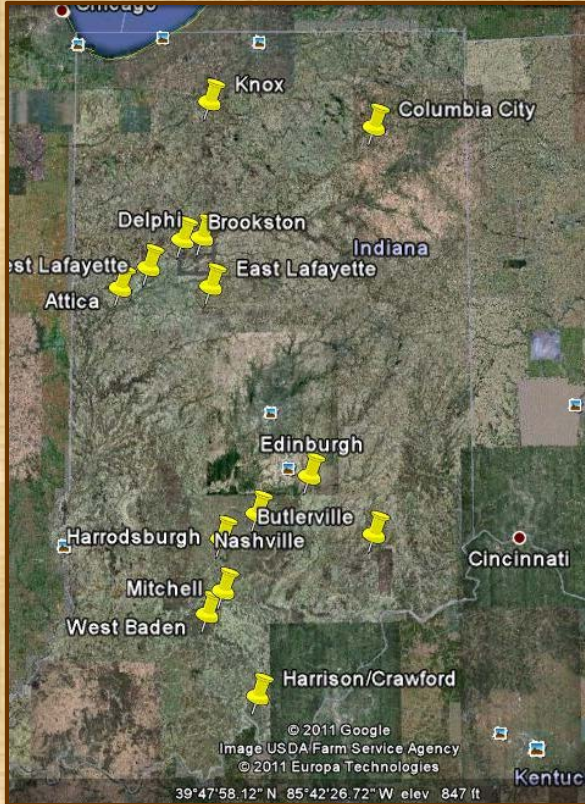 Chicago
Knox
Columbia City
Delphi
Brookston
Indiana
est Lafayette
East Lafayette
Attica
Edinburgh
Butlerville
Harrodsburgh
Nashville
Cincinnati
Mitchell
West Baden
Harrison/Crawford
© 2011 Google
Image USDA Farm Service Agency
© 2011 Europa Technologies
Kentuc
39°47'58.12" N 85°42'26.72" W elev 847 ft